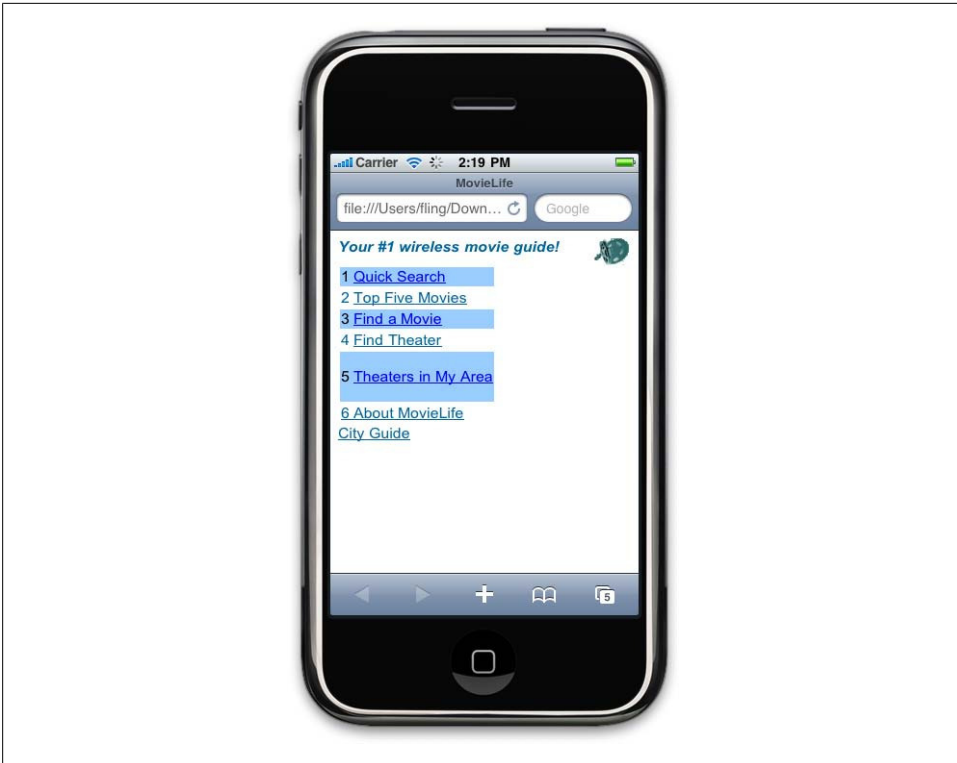 Carrier 2:19 PM
MovieLife
file:///Users/fling/Down... Google
Your #1 wireless movie guide!
1 Quick Search
2 Top Five Movies
3 Find a Movie
4 Find Theater
5 Theaters in My Area
6 About MovieLife
City Guide
5